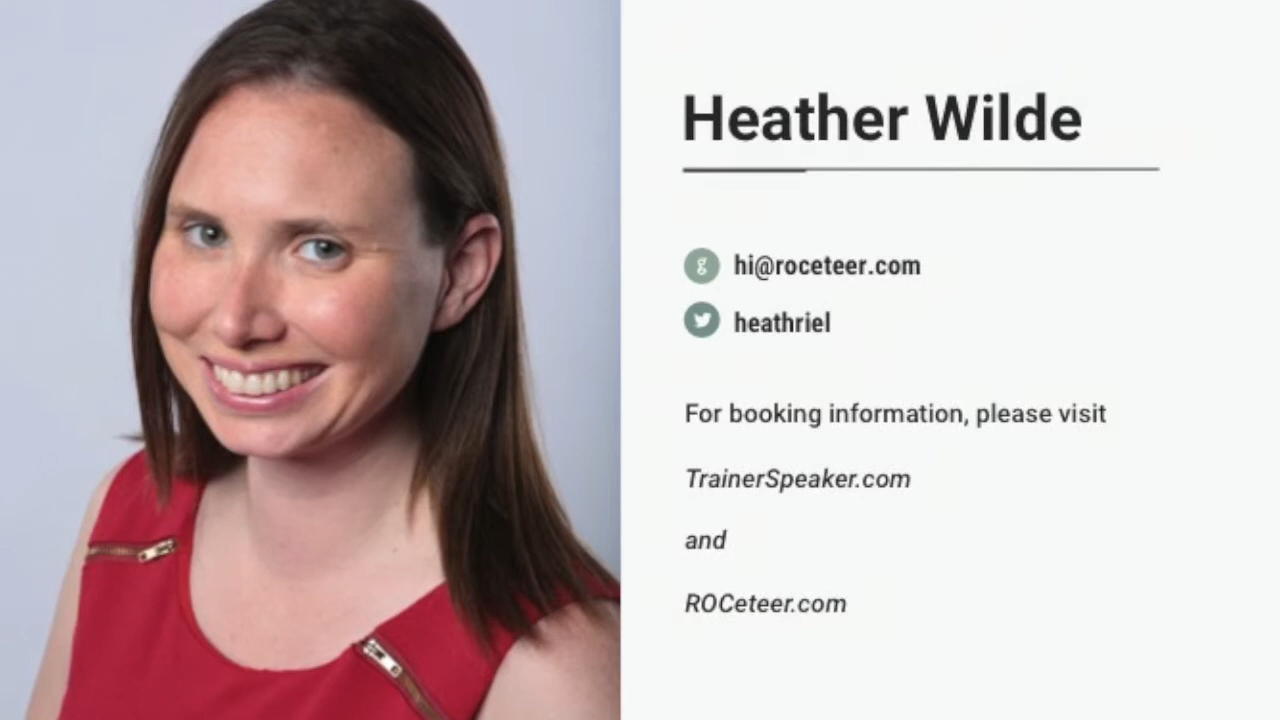 Heather Wilde
hi@roceteer.com
heathriel
For booking information, please visit
TrainerSpeaker.com
and
ROCeteer.com